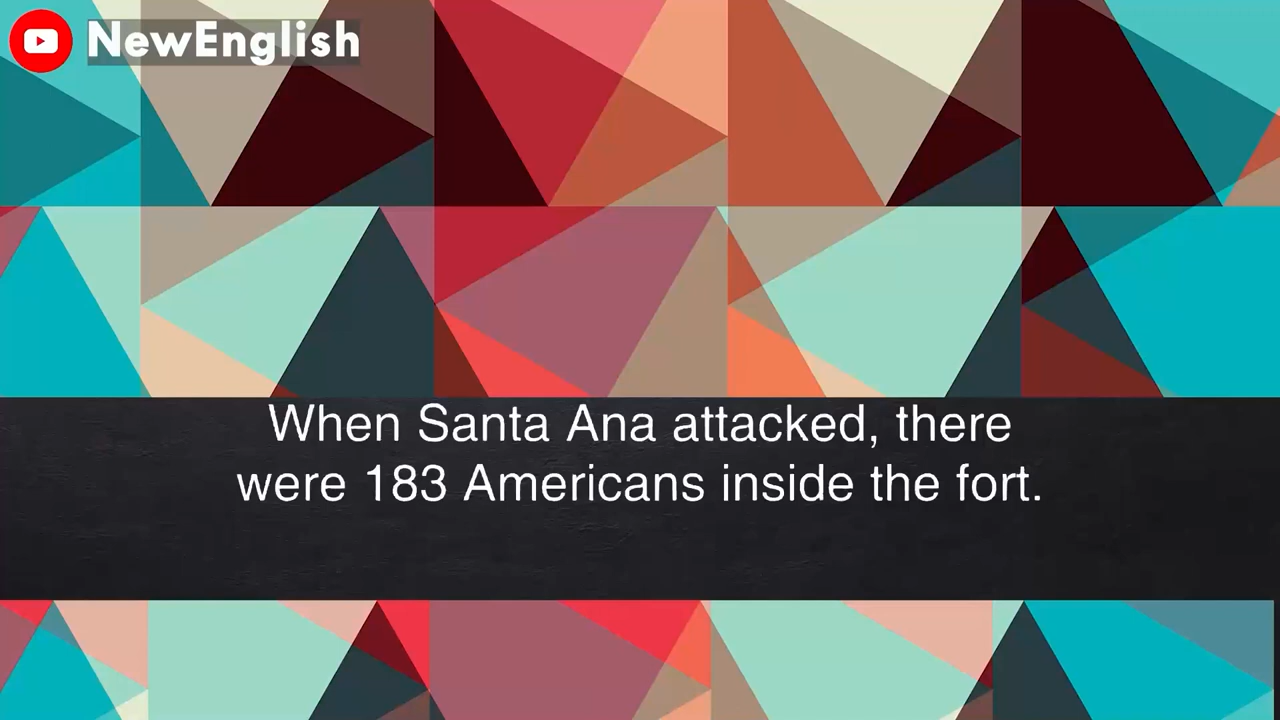 NewEnglish
When Santa Ana attacked, there
were 183 Americans inside the fort.